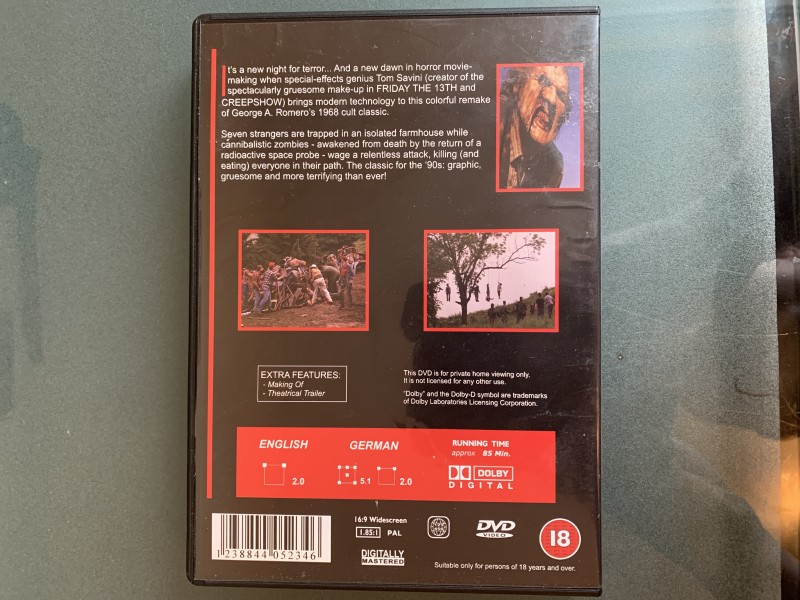 It's a new night for terror... And a new dawn in horror movie-
making when special-effects genius Tom Savini (creator of the
spectacularly gruesome make-up in FRIDAY THE 13TH and
CREEPSHOW) brings modern technology to this colorful remake
of George A. Romero's 1968 cult classic.
Seven strangers are trapped in an isolated farmhouse while
cannibalistic zombies - awakened from death by the return of a
radioactive space probe - wage a relentless attack, killing (and
eating) everyone in their path. The classic for the '90s: graphic,
gruesome and more terrifying than ever!
EXTRA FEATURES:
- Making Of
- Theatrical Trailer
This DVD is for private home viewing only.
It is not licensed for any other use.
"Dolby" and the Dolby-D symbol are trademarks
of Dolby Laboratories Licensing Corporation.
ENGLISH
2.0
GERMAN
5.1 2.0
RUNNING TIME
approx 85 Min.
DOLBY
DIGITAL
1 238844 052346
16:9 Widescreen
1.85:1 PAL
DIGITALLY
MASTERED
DVD
VIDEO
18
Suitable only for persons of 18 years and over.